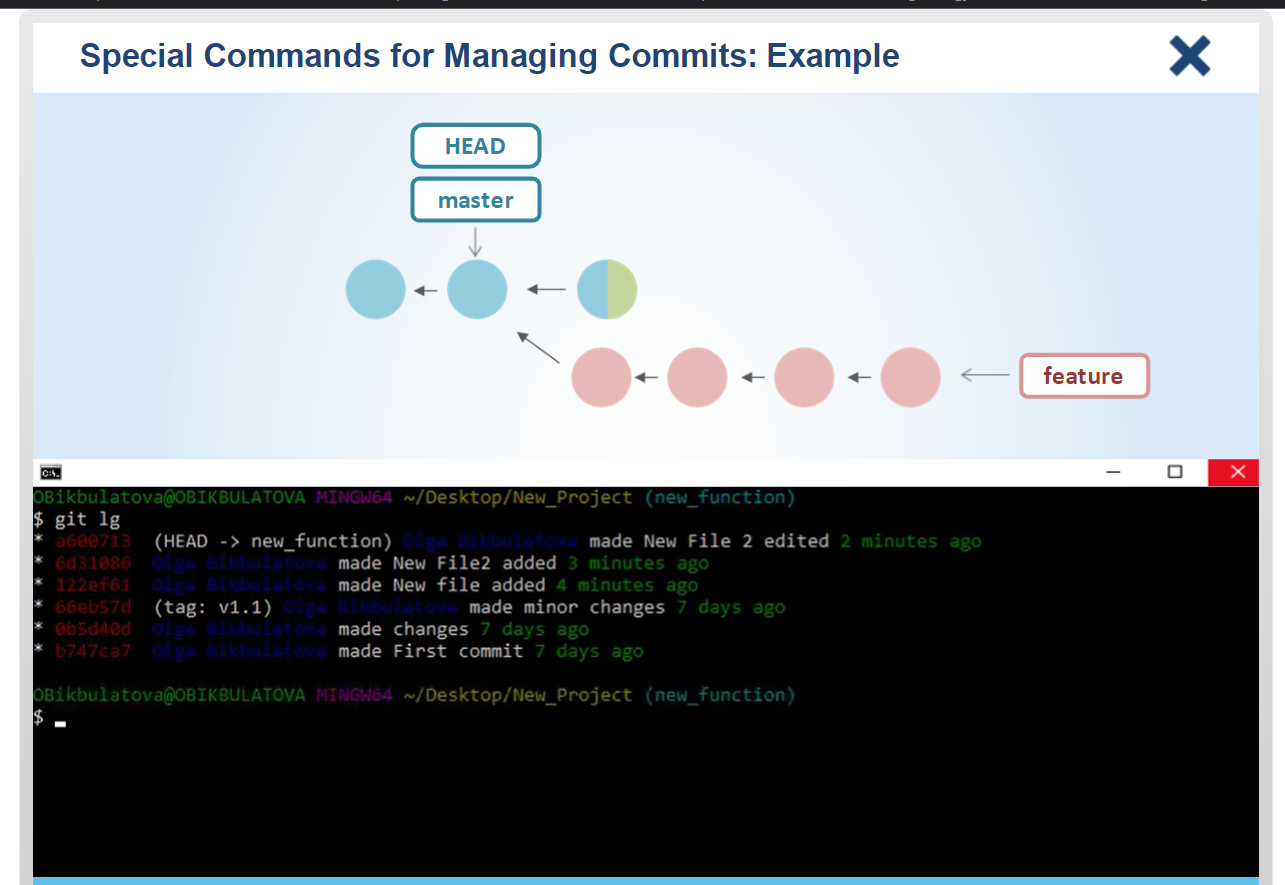 Special Commands for Managing Commits: Example
HEAD
master
feature
C:\.
OBikbulatova@OBIKBULATOVA MINGW64 ~/Desktop/New_Project (new_function)
$ git lg
* a600713 (HEAD -> new_function) Olga Bikbulatova made New File 2 edited 2 minutes ago
* 6d31086 Olga Bikbulatova made New File2 added 3 minutes ago
* 122ef61 Olga Bikbulatova made New file added 4 minutes ago
* 66eb57d (tag: v1.1) Olga Bikbulatova made minor changes 7 days ago
* 0b5d40d Olga Bikbulatova made changes 7 days ago
* b747ca7 Olga Bikbulatova made First commit 7 days ago
OBikbulatova@OBIKBULATOVA MINGW64 ~/Desktop/New_Project (new_function)
$